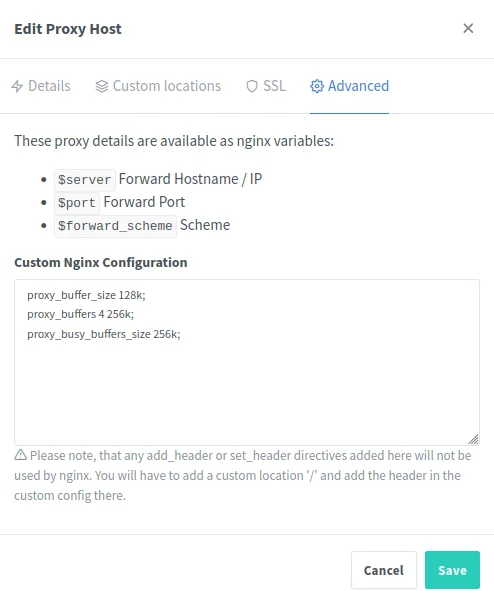 Edit Proxy Host
Details Custom locations SSL Advanced
These proxy details are available as nginx variables:
$server Forward Hostname / IP
$port Forward Port
$forward_scheme Scheme
Custom Nginx Configuration
proxy_buffer_size 128k;
proxy_buffers 4 256k;
proxy_busy_buffers_size 256k;
Please note, that any add_header or set_header directives added here will not be
used by nginx. You will have to add a custom location '/' and add the header in the
custom config there.
Cancel Save